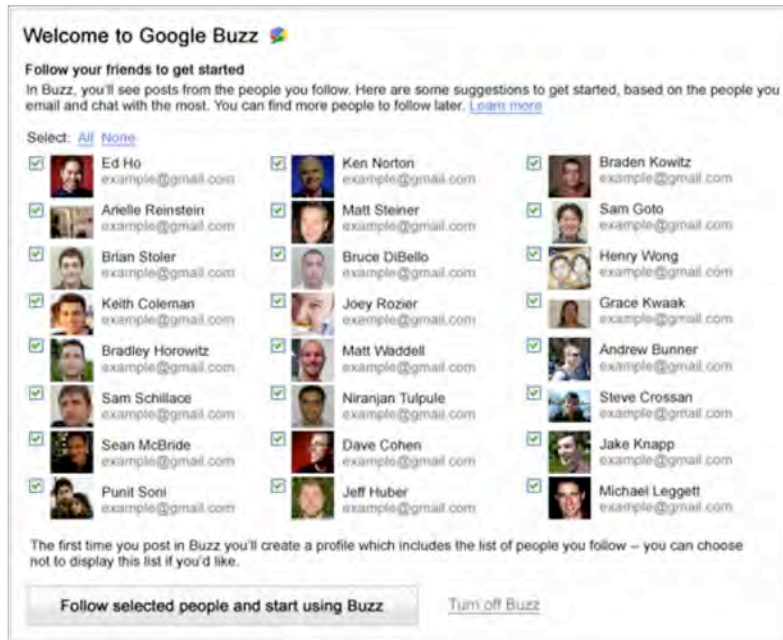 Welcome to Google Buzz
Follow your friends to get started
In Buzz, you'll see posts from the people you follow. Here are some suggestions to get started, based on the people you
email and chat with the most. You can find more people to follow later. Learn more
Select: All None
Ed Ho Ken Norton Braden Kowitz
example@gmail.com example@gmail.com example@gmail.com
Arielle Reinstein Matt Steiner Sam Goto
example@gmail.com example@gmail.com example@gmail.com
Brian Stoler Bruce DiBello Henry Wong
example@gmail.com example@gmail.com example@gmail.com
Keith Coleman Joey Rozier Grace Kwaak
example@gmail.com example@gmail.com example@gmail.com
Bradley Horowitz Matt Waddell Andrew Bunner
example@gmail.com example@gmail.com example@gmail.com
Sam Schillace Niranjan Tulpule Steve Crossan
example@gmail.com example@gmail.com example@gmail.com
Sean McBride Dave Cohen Jake Knapp
example@gmail.com example@gmail.com example@gmail.com
Punit Soni Jeff Huber Michael Leggett
example@gmail.com example@gmail.com example@gmail.com
The first time you post in Buzz you'll create a profile which includes the list of people you follow – you can choose
not to display this list if you'd like.
Follow selected people and start using Buzz Turn off Buzz